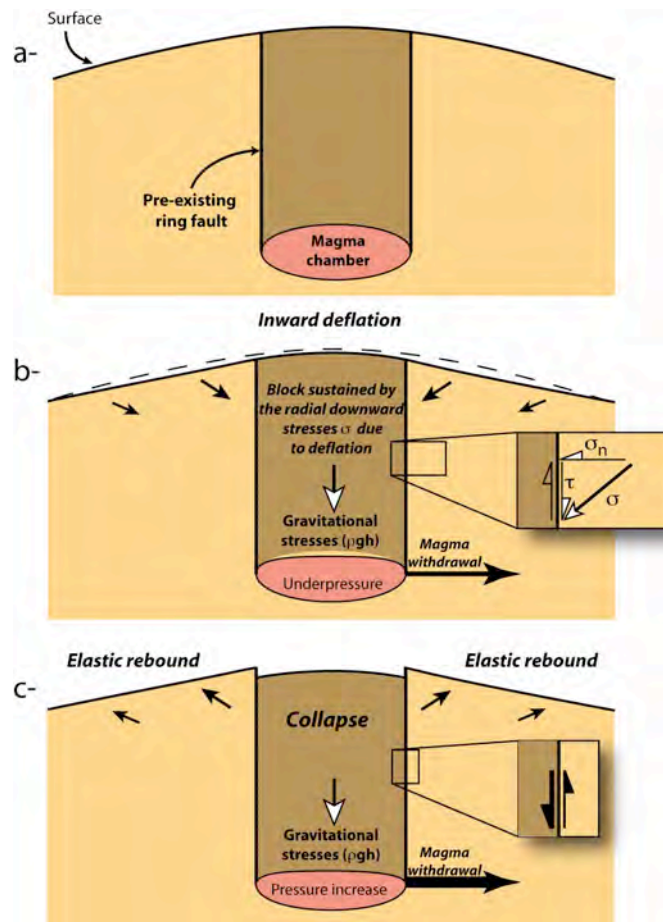 Surface
a-
Pre-existing
ring fault
Magma
chamber
Inward deflation
b-
Block sustained by
the radial downward
stresses σ due
to deflation
σn
τ
σ
Gravitational
stresses (ρgh)
Magma
withdrawal
Underpressure
Elastic rebound
Elastic rebound
c-
Collapse
Gravitational
stresses (ρgh)
Magma
withdrawal
Pressure increase